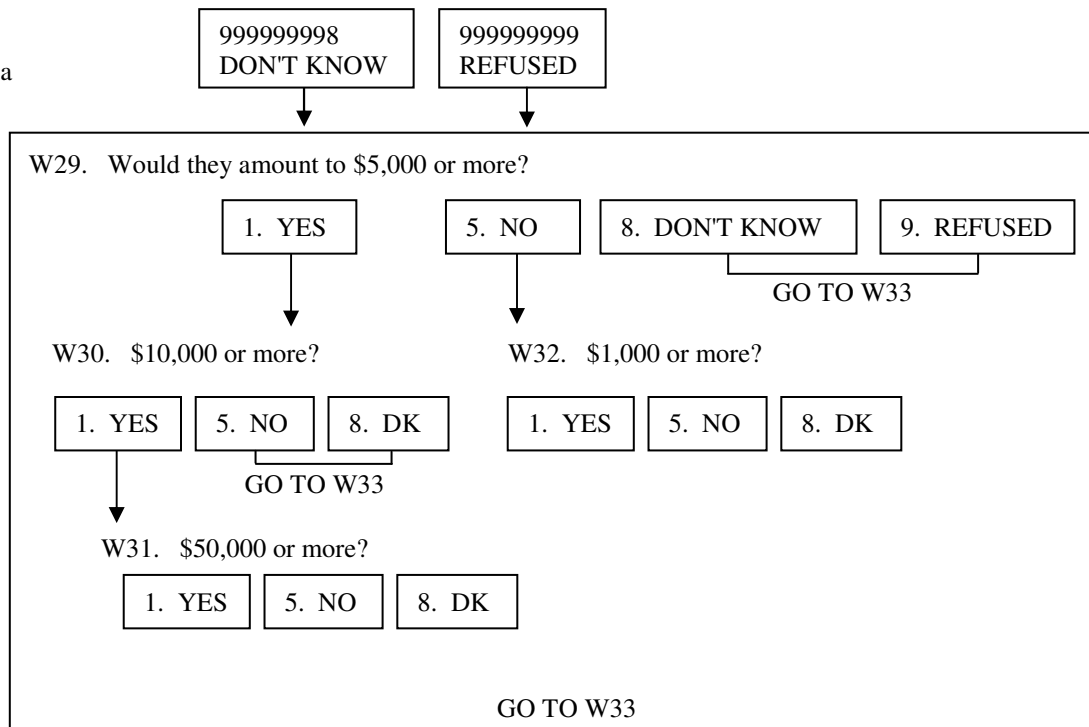 999999998 999999999
a DON'T KNOW REFUSED
W29. Would they amount to $5,000 or more?
1. YES 5. NO 8. DON'T KNOW 9. REFUSED
GO TO W33
W30. $10,000 or more? W32. $1,000 or more?
1. YES 5. NO 8. DK 1. YES 5. NO 8. DK
GO TO W33
W31. $50,000 or more?
1. YES 5. NO 8. DK
GO TO W33